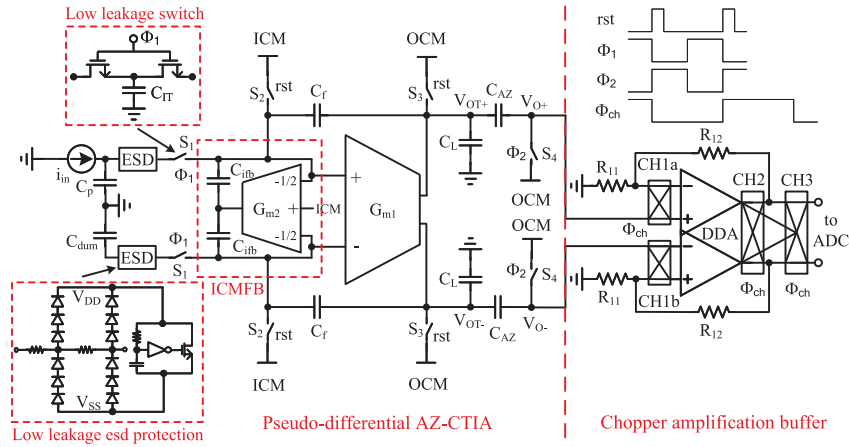 Low leakage switch
Φ1
CIT
ICM
S2
rst
Cf
OCM
S3
rst
VOT+
CAZ
VO+
CL
Φ2
S4
OCM
iin
Cp
ESD
S1
Φ1
Cifb
-1/2
Gm2
+
ICM
-1/2
Cifb
+
Gm1
-
Cdum
ESD
Φ1
S1
ICMFB
S2
rst
Cf
ICM
S3
rst
OCM
OCM
CL
Φ2
S4
VOT-
CAZ
VO-
VDD
VSS
Low leakage esd protection
Pseudo-differential AZ-CTIA
rst
Φ1
Φ2
Φch
R12
R11
CH1a
-
+
Φch
DDA
CH2
CH3
to
ADC
-
+
R11
CH1b
R12
Φch
Φch
Chopper amplification buffer